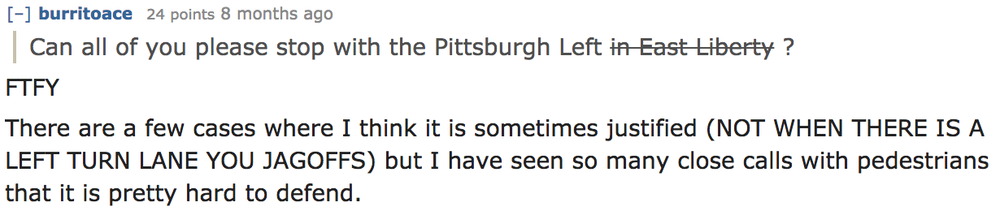 [–] burritoace 24 points 8 months ago
Can all of you please stop with the Pittsburgh Left in East Liberty ?
FTFY
There are a few cases where I think it is sometimes justified (NOT WHEN THERE IS A
LEFT TURN LANE YOU JAGOFFS) but I have seen so many close calls with pedestrians
that it is pretty hard to defend.